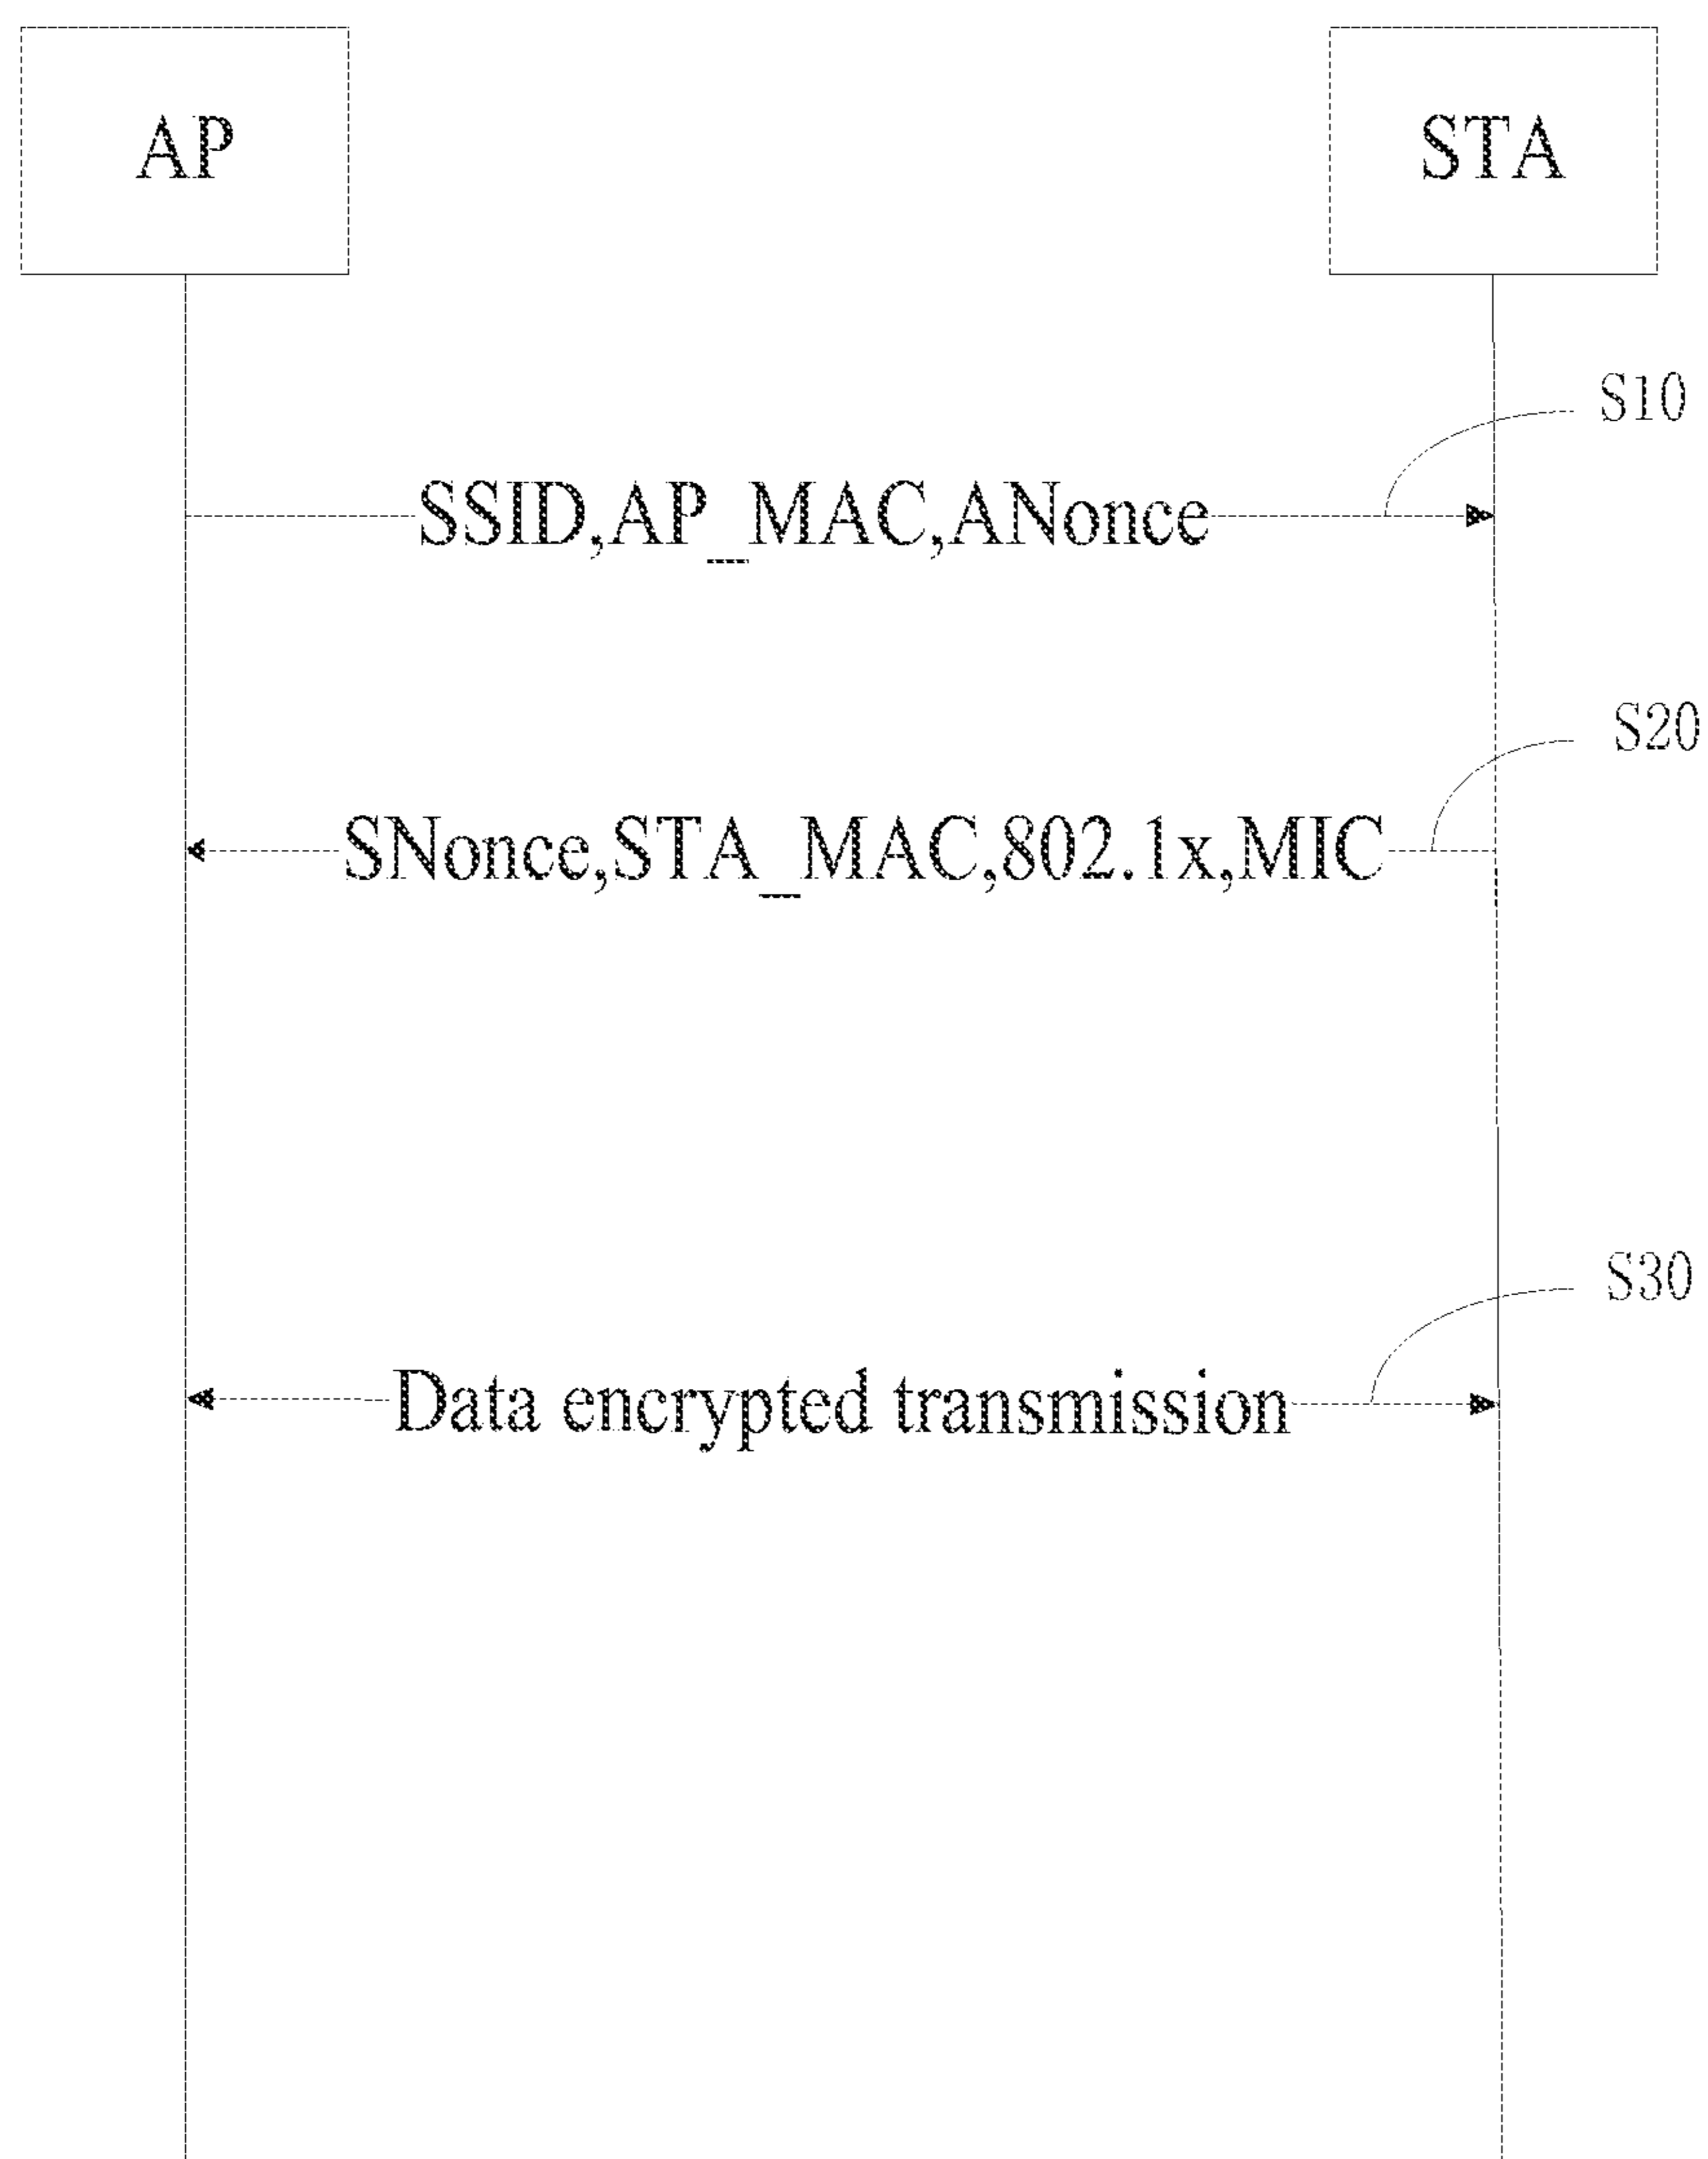 AP
STA
S10
SSID,AP_MAC,ANonce
S20
SNonce,STA_MAC,802.1x,MIC
S30
Data encrypted transmission